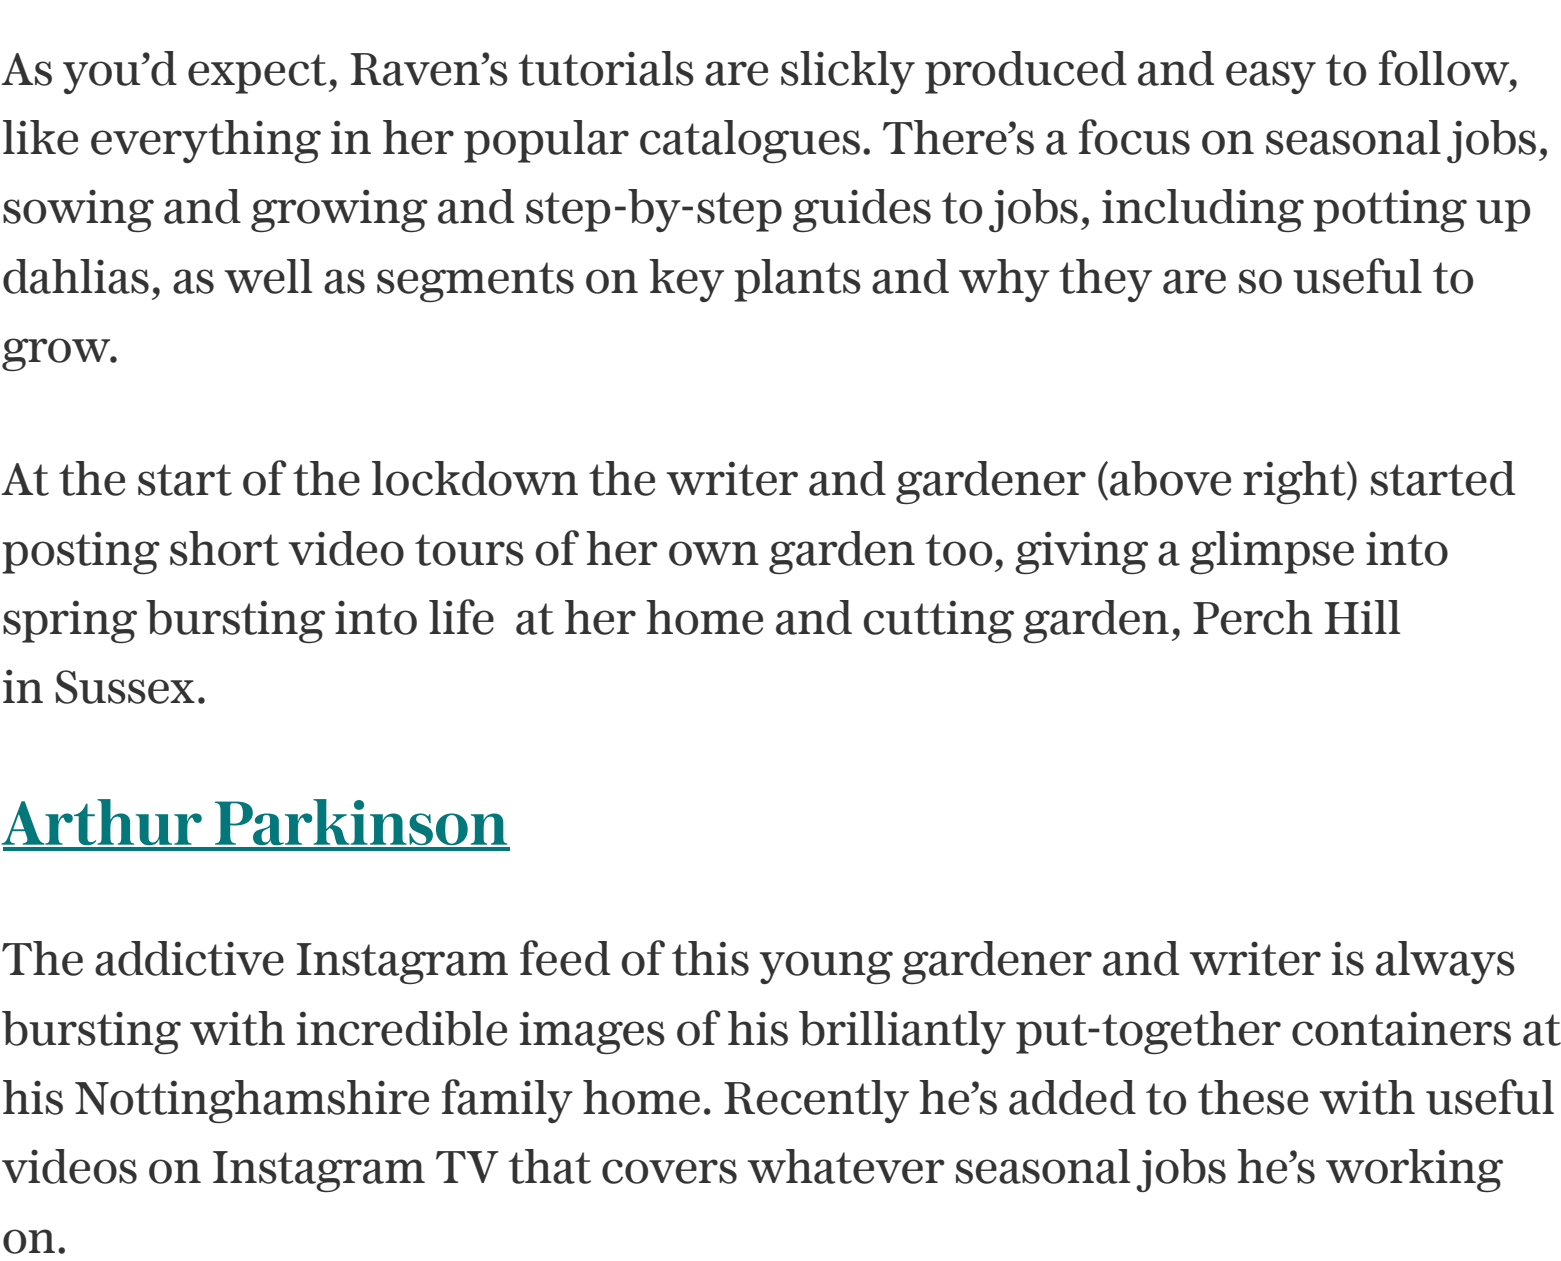 As you’d expect, Raven’s tutorials are slickly produced and easy to follow,
like everything in her popular catalogues. There’s a focus on seasonal jobs,
sowing and growing and step-by-step guides to jobs, including potting up
dahlias, as well as segments on key plants and why they are so useful to
grow.
At the start of the lockdown the writer and gardener (above right) started
posting short video tours of her own garden too, giving a glimpse into
spring bursting into life  at her home and cutting garden, Perch Hill
in Sussex.
Arthur Parkinson
The addictive Instagram feed of this young gardener and writer is always
bursting with incredible images of his brilliantly put-together containers at
his Nottinghamshire family home. Recently he’s added to these with useful
videos on Instagram TV that covers whatever seasonal jobs he’s working
on.